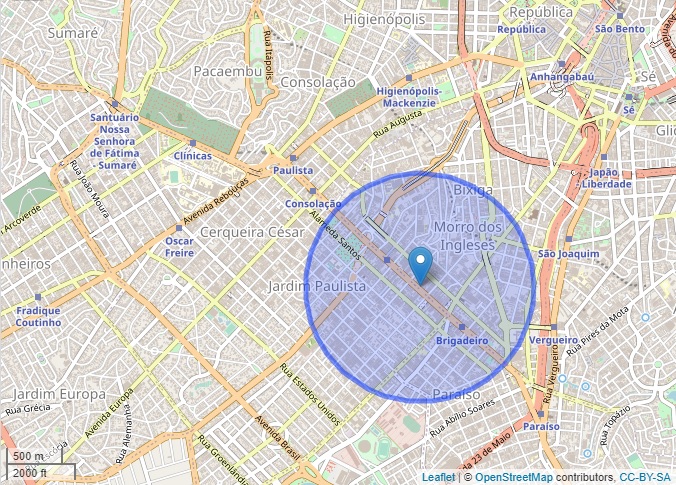 Higienópolis
República
República
São Bento
Sumaré
Rua Itápolis
Pacaembu
Consolação
Anhangabaú
Avenida do
Sé
Higienópolis-
Mackenzie
Sé
Santuário
Nossa
Senhora
de Fátima
- Sumaré
Rua Augusta
Glic
Clínicas
Paulista
Japão
Liberdade
Rua João Moura
Avenida Rebouças
Arcoverde
Consolação
Bixiga
Alameda Santos
Morro dos
Ingleses
Oscar
Freire
Cerqueira César
São Joaquim
nheiros
Jardim Paulista
Fradique
Coutinho
Brigadeiro
Vergueiro
Rua Pires da Mota
Rua Vergueiro
Rua Estados Unidos
Jardim Europa
Rua Grécia
Avenida Europa
Rua Alemanha
Paraíso
Rua Abílio Soares
Paraíso
Rua Topázio
Avenida Brasil
Rua Groenlândia
da 23 de Maio
Escócia
500 m
2000 ft
Leaflet | © OpenStreetMap contributors, CC-BY-SA